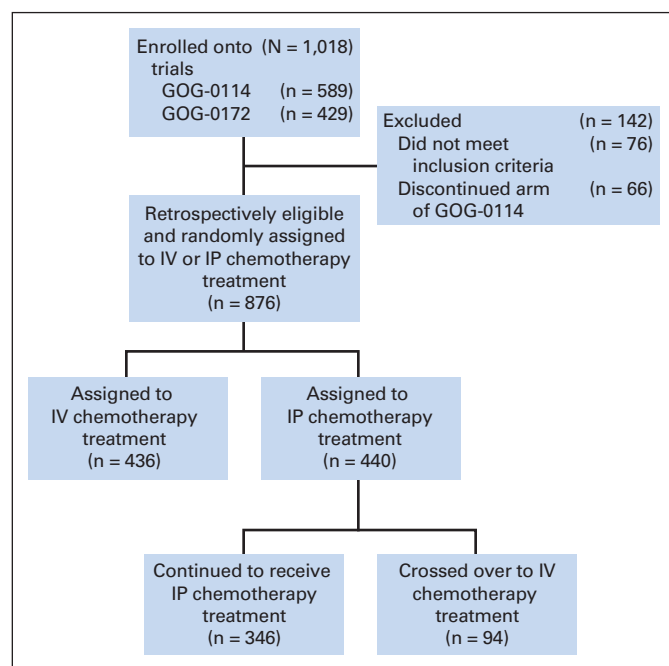 Enrolled onto (N = 1,018)
trials
GOG-0114 (n = 589)
GOG-0172 (n = 429)
Excluded (n = 142)
Did not meet (n = 76)
inclusion criteria
Discontinued arm (n = 66)
of GOG-0114
Retrospectively eligible
and randomly assigned
to IV or IP chemotherapy
treatment
(n = 876)
Assigned to
IV chemotherapy
treatment
(n = 436)
Assigned to
IP chemotherapy
treatment
(n = 440)
Continued to receive
IP chemotherapy
treatment
(n = 346)
Crossed over to IV
chemotherapy
treatment
(n = 94)